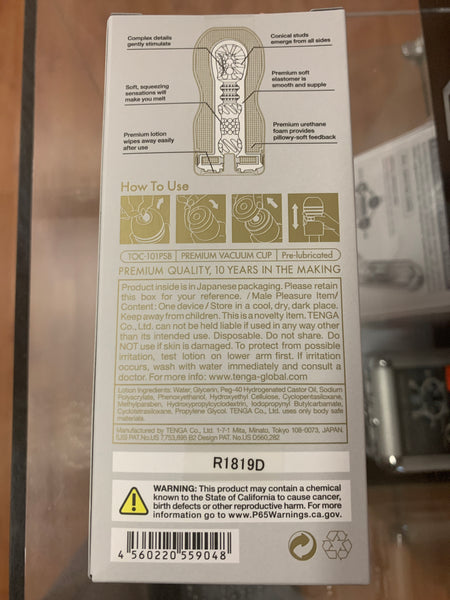 Complex details
gently stimulate
Conical studs
emerge from all sides
Soft, squeezing
sensations will
make you melt
Premium soft
elastomer is
smooth and supple
Premium lotion
wipes away easily
after use
Premium urethane
foam provides
pillowy-soft feedback
How To Use
TOC-101PSB PREMIUM VACUUM CUP Pre-lubricated
PREMIUM QUALITY, 10 YEARS IN THE MAKING
Product inside is in Japanese packaging. Please retain
this box for your reference. /Male Pleasure Item/
Content: One device/ Store in a cool, dry, dark place.
Keep away from children. This is a novelty item. TENGA
Co., Ltd. can not be held liable if used in any way other
than its intended use. Disposable. Do not share. Do
NOT use if skin is damaged. To protect from possible
irritation, test lotion on lower arm first. If irritation
occurs, wash with water immediately and consult a
doctor. For more info: www.tenga-global.com
Lotion Ingredients: Water, Glycerin, Peg-40 Hydrogenated Castor Oil, Sodium
Polyacrylate, Phenoxyethanol, Hydroxyethyl Cellulose, Cyclopentasiloxane,
Methylparaben, Hydroxypropylcyclodextrin, Iodopropynyl Butylcarbamate,
Cyclotetrasiloxane, Propylene Glycol. TENGA Co., Ltd. uses only body safe
materials.
Manufactured by TENGA Co., Ltd. 1-7-1 Mita, Minato, Tokyo 108-0073, JAPAN.
(US) PAT.No.US 7,753,698 B2 Design PAT. No.US D560,282
R1819D
WARNING: This product may contain a chemical
known to the State of California to cause cancer,
birth defects or other reproductive harm. For more
information go to www.P65Warnings.ca.gov.
4 560220 559048